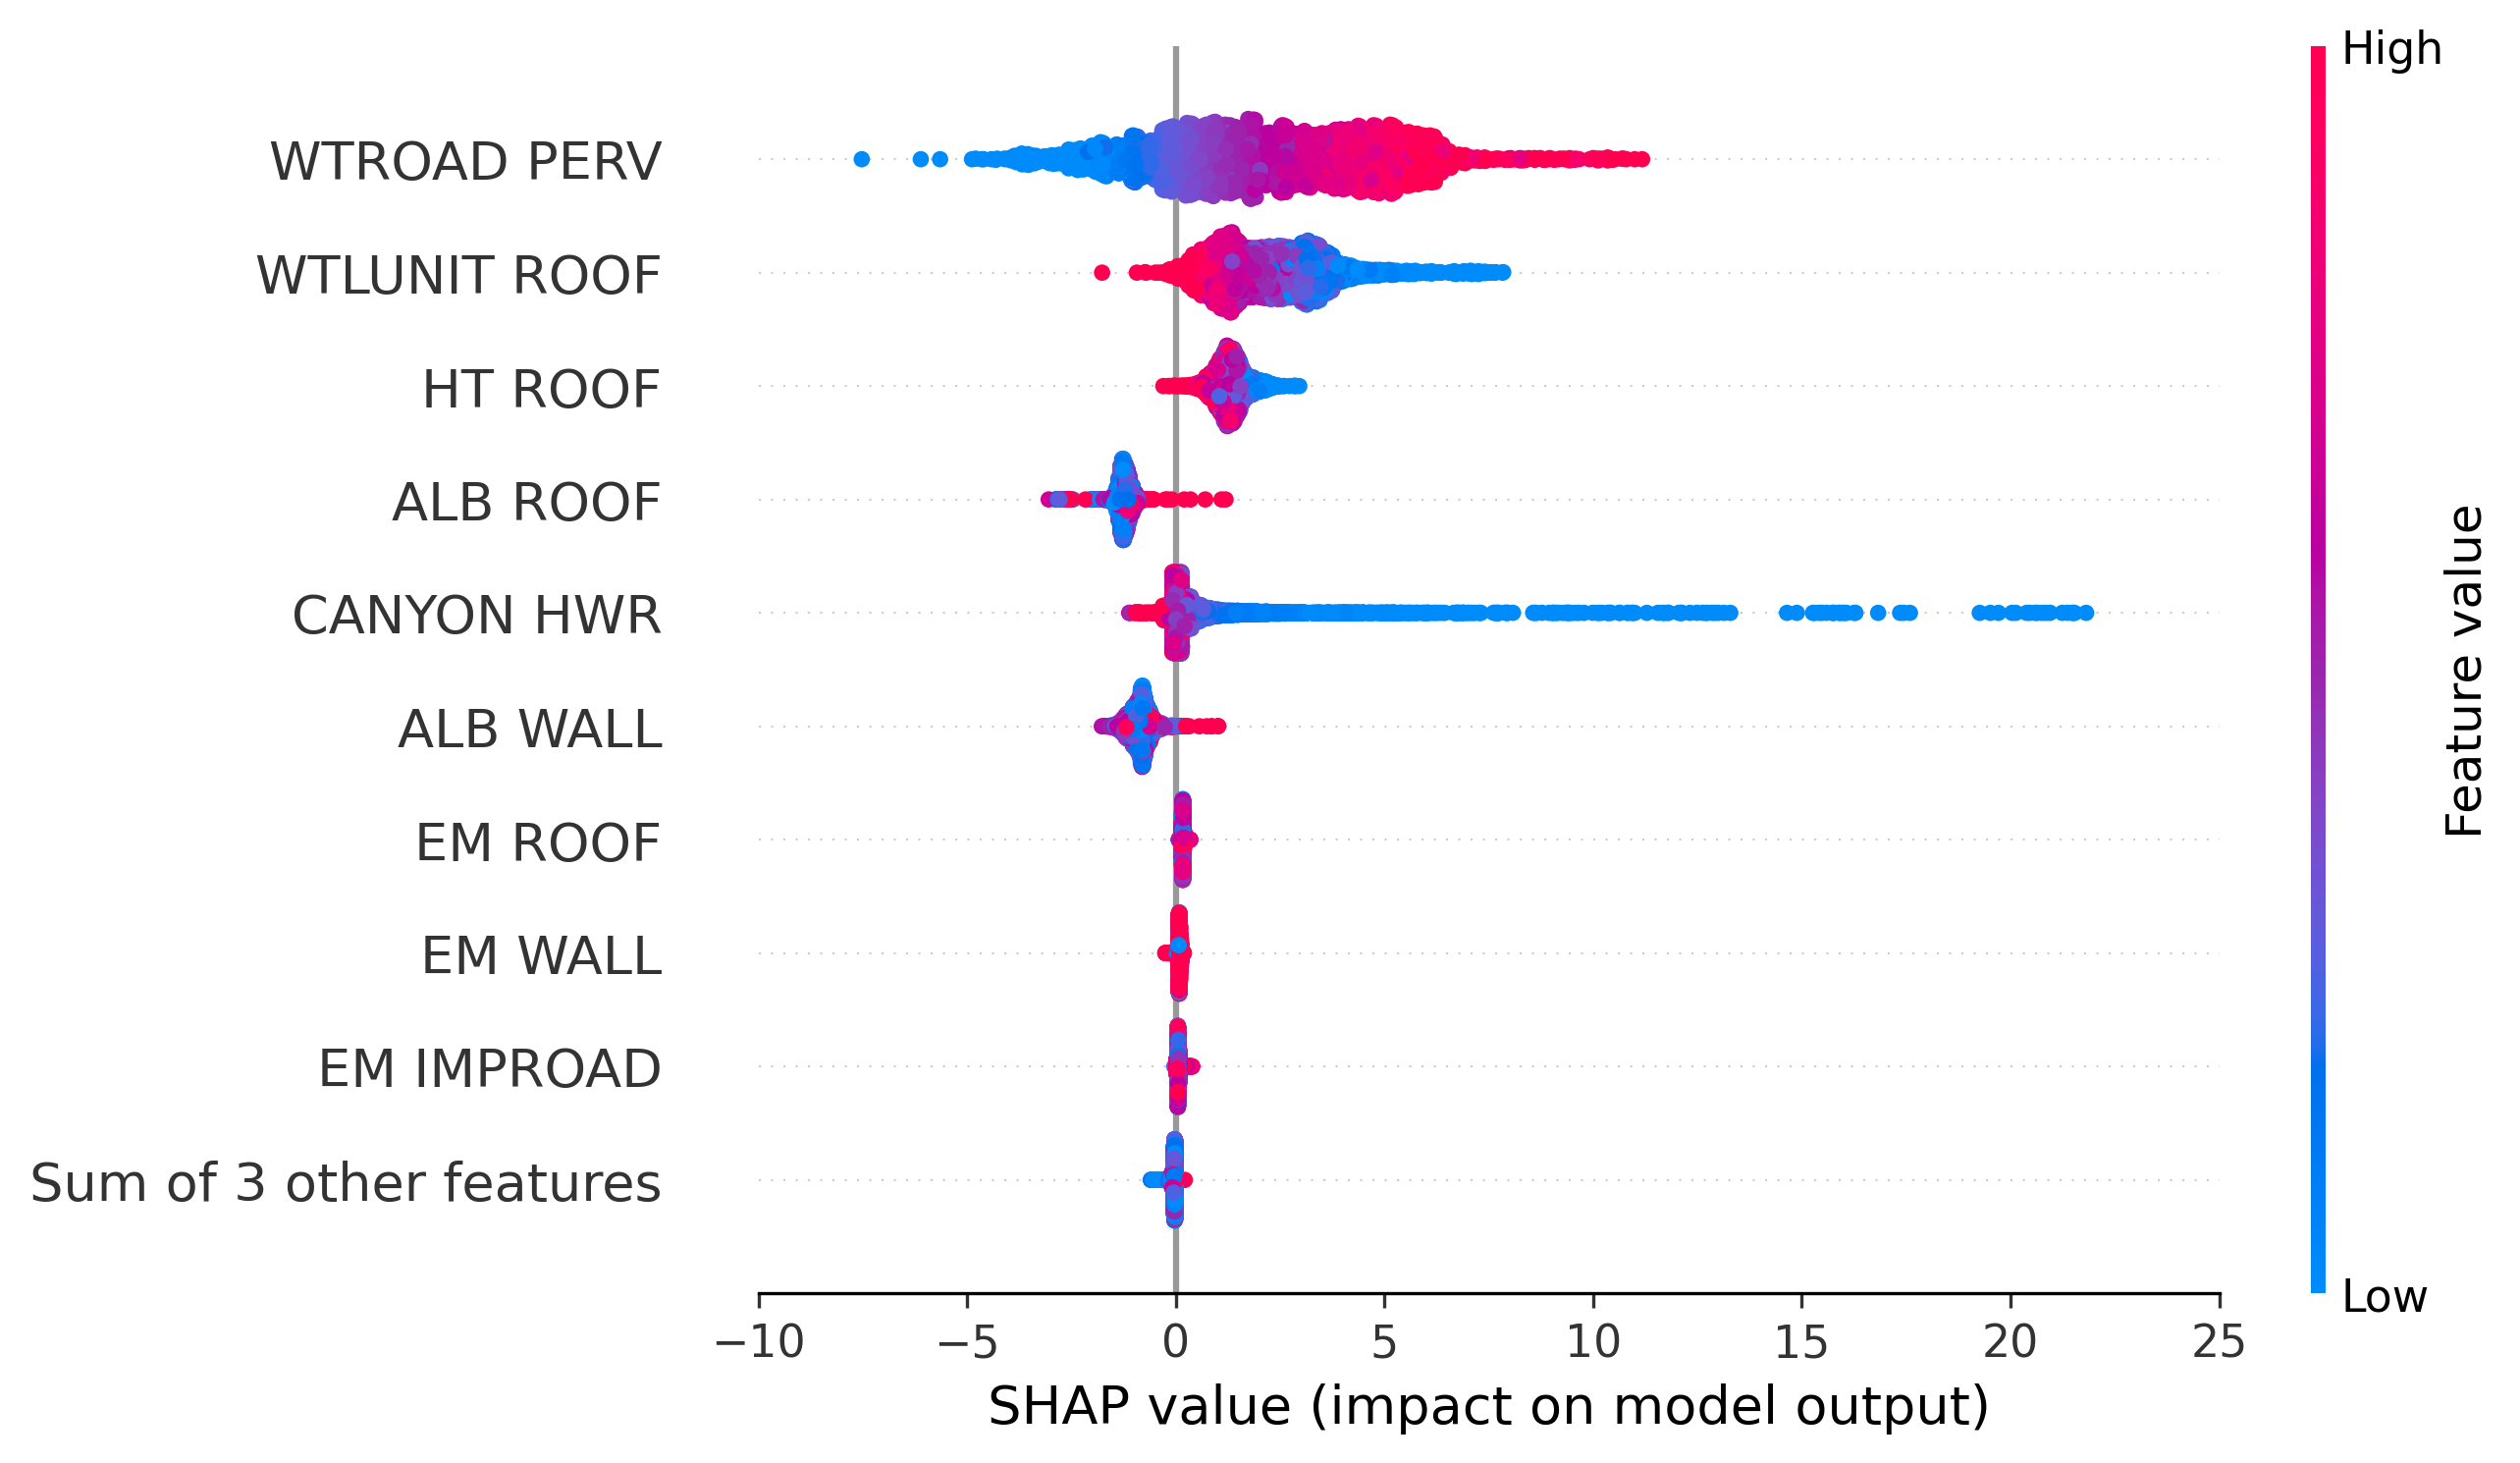 High
WTROAD PERV
WTLUNIT ROOF
HT ROOF
ALB ROOF
CANYON HWR
ALB WALL
EM ROOF
EM WALL
EM IMPROAD
Sum of 3 other features
Feature value
Low
−10 −5 0 5 10 15 20 25
SHAP value (impact on model output)